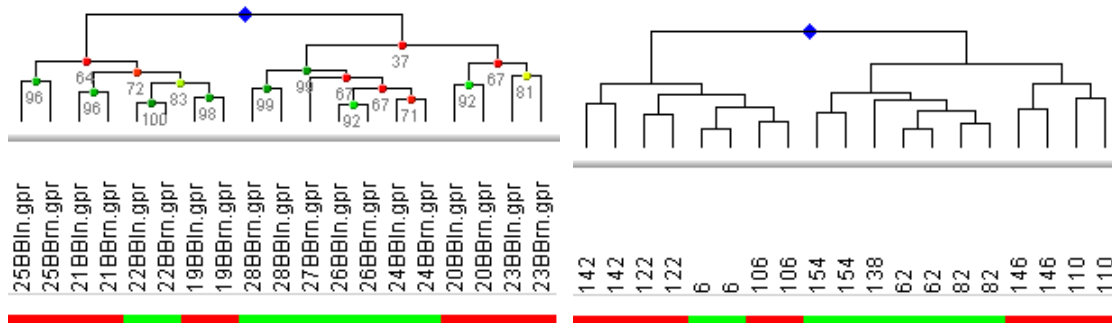 37
64
67
72
99
96
83
99
67
67
92
81
96
100
98
92
71
25BBln.gpr
25BBrn.gpr
21BBln.gpr
21BBrn.gpr
22BBln.gpr
22BBrn.gpr
19BBln.gpr
19BBrn.gpr
28BBrn.gpr
28BBln.gpr
27BBrn.gpr
26BBln.gpr
26BBrn.gpr
24BBln.gpr
24BBrn.gpr
20BBln.gpr
20BBrn.gpr
23BBln.gpr
23BBrn.gpr
142
142
122
122
6
6
106
106
154
154
138
62
62
82
82
146
146
110
110